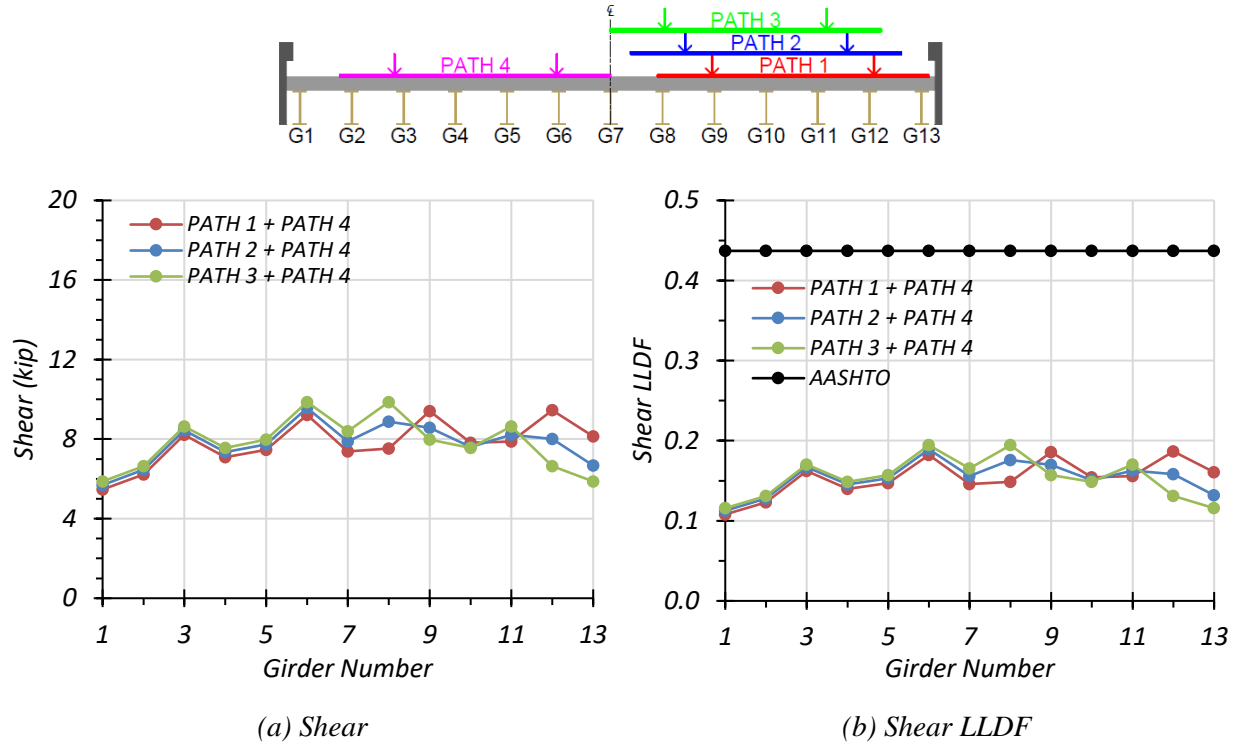 ℄
PATH 3
PATH 2
PATH 4
PATH 1
G1 G2 G3 G4 G5 G6 G7 G8 G9 G10 G11 G12 G13
Shear (kip)
20
16
12
8
4
0
PATH 1 + PATH 4
PATH 2 + PATH 4
PATH 3 + PATH 4
1 3 5 7 9 11 13
Girder Number
(a) Shear
Shear LLDF
0.5
0.4
0.3
0.2
0.1
0.0
PATH 1 + PATH 4
PATH 2 + PATH 4
PATH 3 + PATH 4
AASHTO
1 3 5 7 9 11 13
Girder Number
(b) Shear LLDF